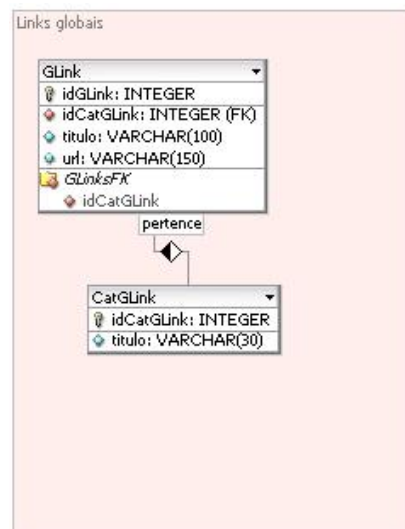 Links globais
GLink
idGLink: INTEGER
idCatGLink: INTEGER (FK)
titulo: VARCHAR(100)
url: VARCHAR(150)
GLinksFK
idCatGLink
pertence
CatGLink
idCatGLink: INTEGER
titulo: VARCHAR(30)